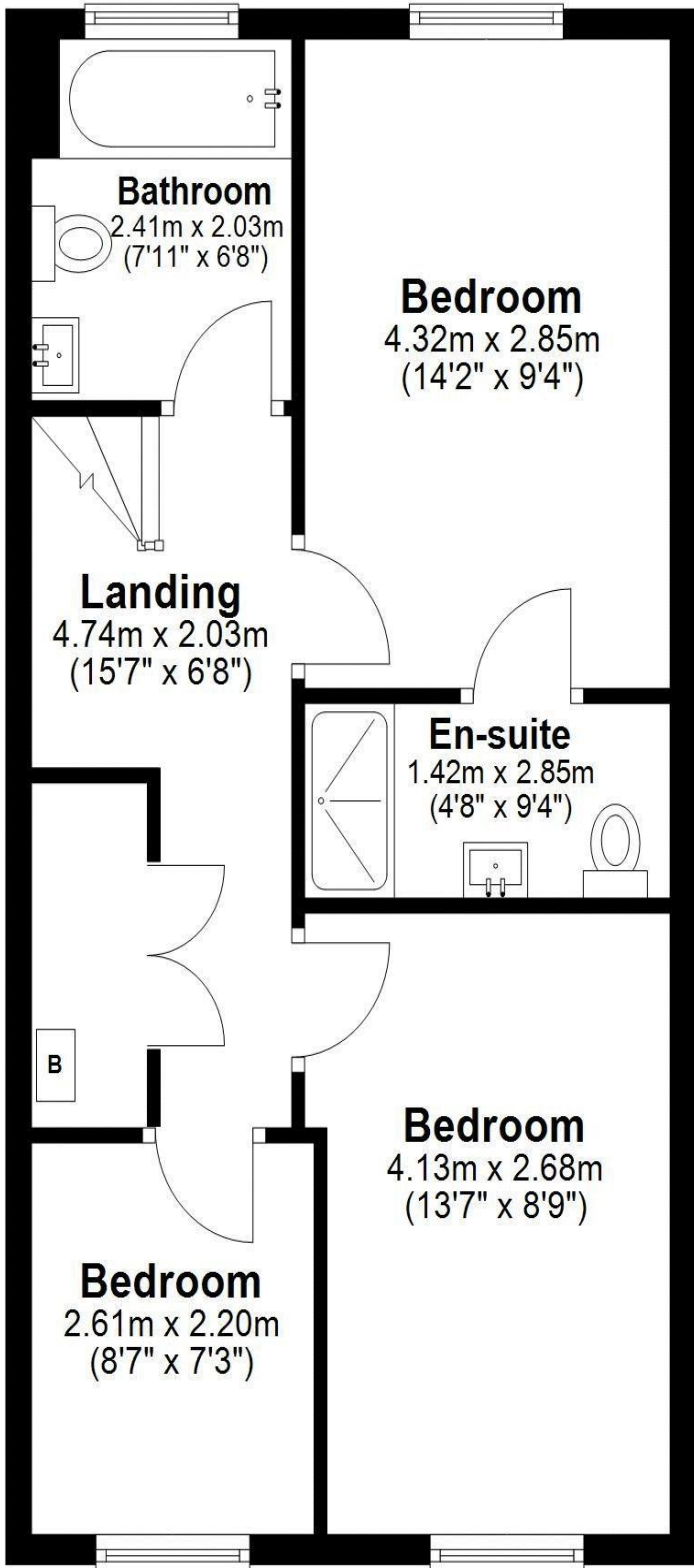 Bathroom
2.41m x 2.03m
(7'11" x 6'8")
Bedroom
4.32m x 2.85m
(14'2" x 9'4")
Landing
4.74m x 2.03m
(15'7" x 6'8")
En-suite
1.42m x 2.85m
(4'8" x 9'4")
B
Bedroom
4.13m x 2.68m
(13'7" x 8'9")
Bedroom
2.61m x 2.20m
(8'7" x 7'3")